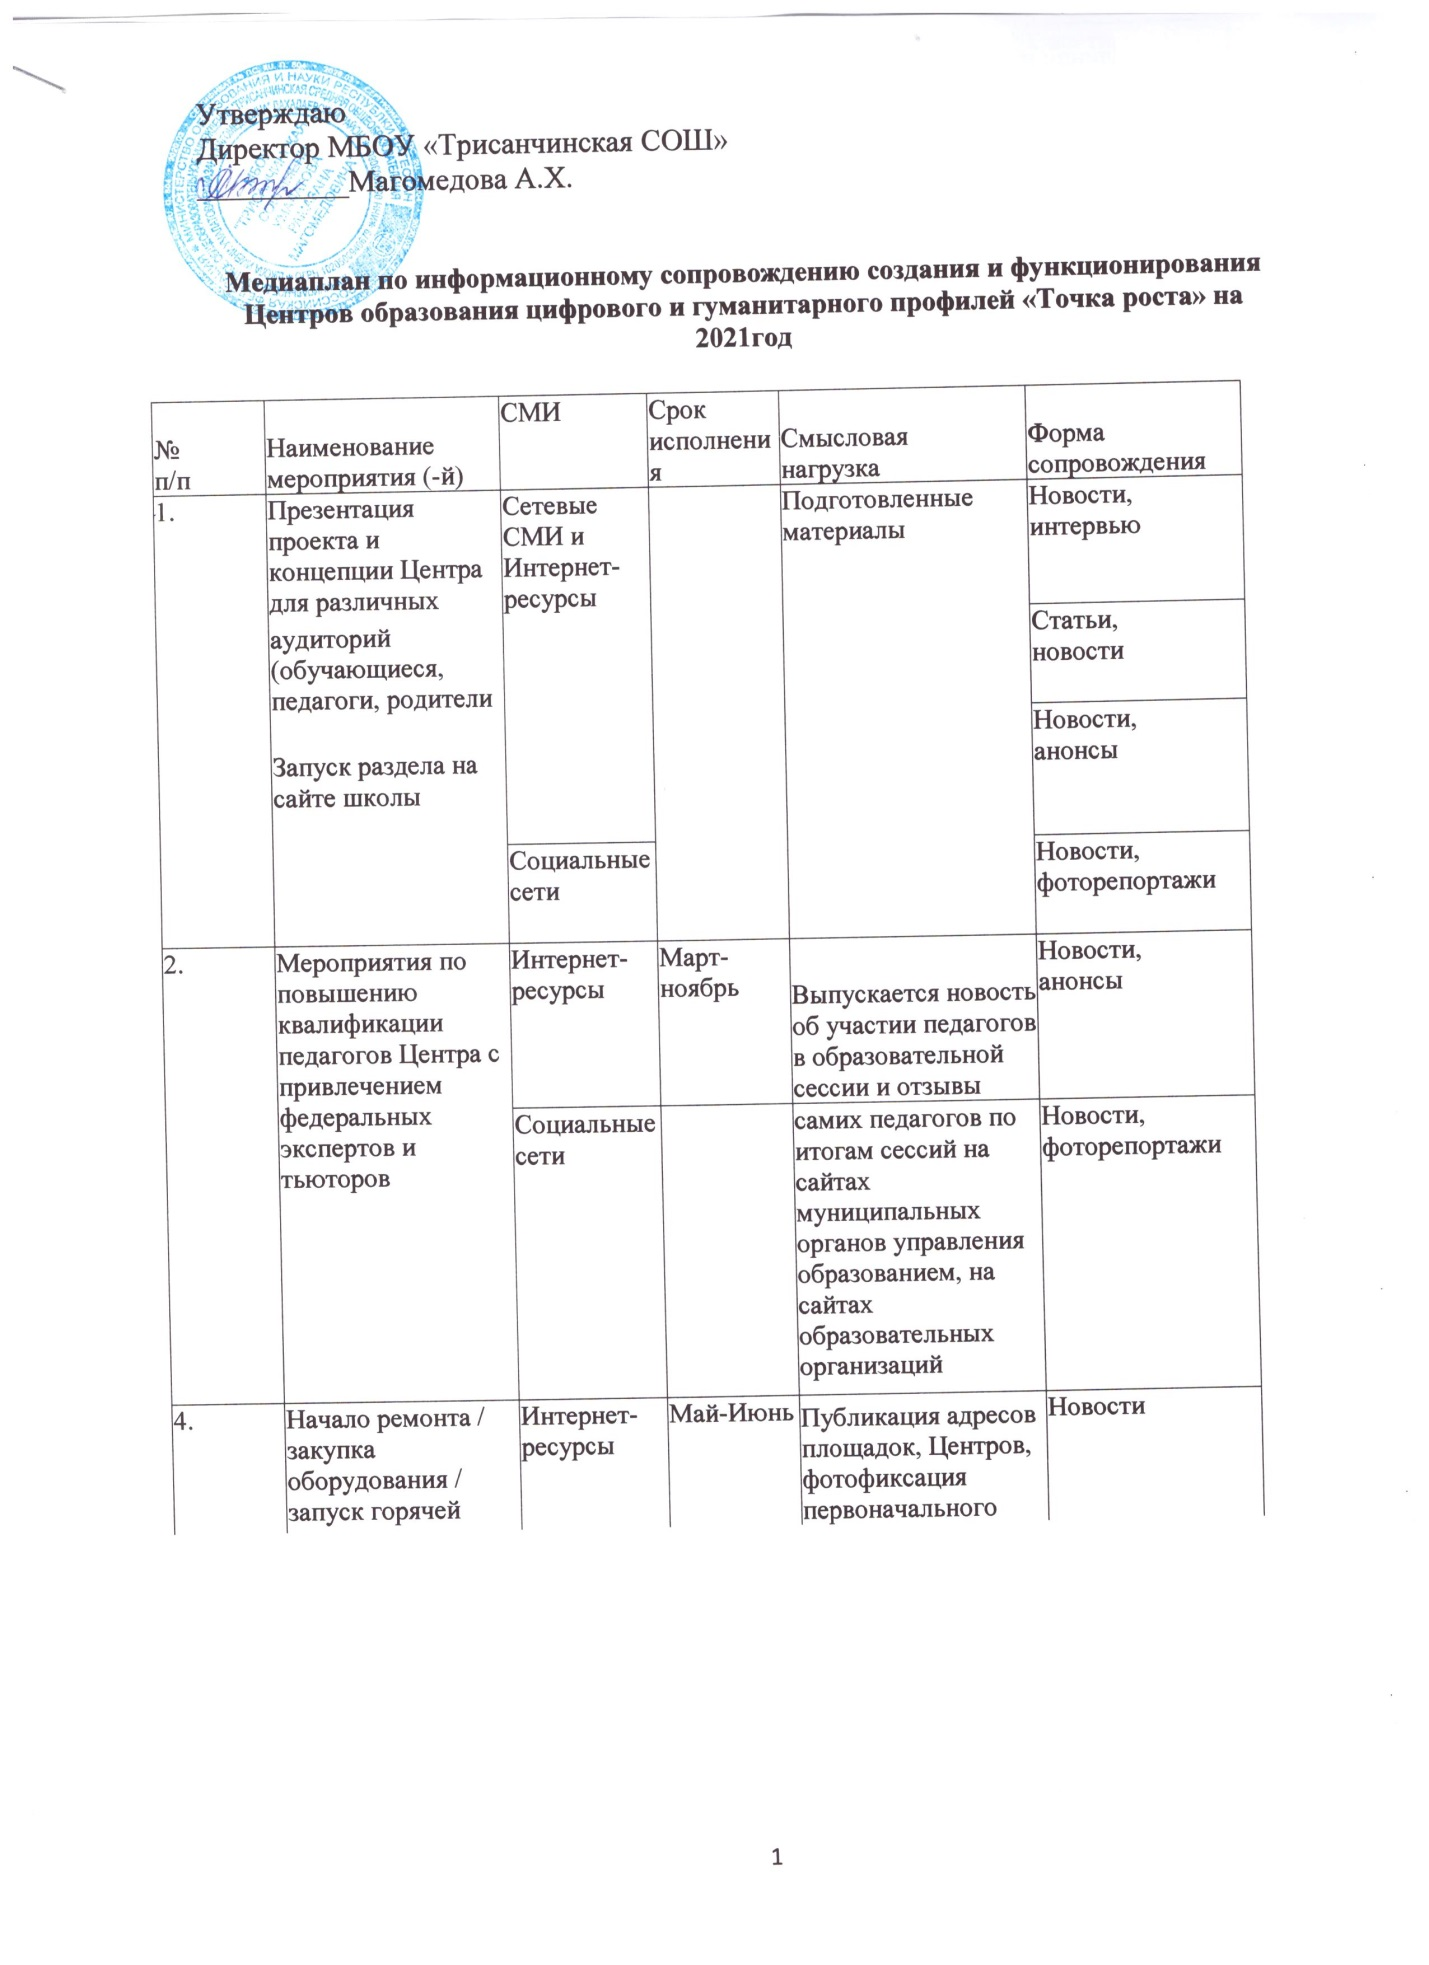 Утверждаю
Директор МБОУ «Трисанчинская СОШ»
Магомедова А.Х.
Медиаплан по информационному сопровождению создания и функционирования
Центров образования цифрового и гуманитарного профилей «Точка роста» на
2021год
№
п/п
Наименование
мероприятия (-й)
СМИ
Срок
исполнени
я
Смысловая
нагрузка
Форма
сопровождения
1.
Презентация
проекта и
концепции Центра
для различных
аудиторий
(обучающиеся,
педагоги, родители
Запуск раздела на
сайте школы
Сетевые
СМИ и
Интернет-
ресурсы
Социальные
сети
Подготовленные
материалы
Новости,
интервью
Статьи,
новости
Новости,
анонсы
Новости,
фоторепортажи
2.
Мероприятия по
повышению
квалификации
педагогов Центра с
привлечением
федеральных
экспертов и
тьюторов
Интернет-
ресурсы
Март-
ноябрь
Выпускается новость
об участии педагогов
в образовательной
сессии и отзывы
Новости,
анонсы
Социальные
сети
самих педагогов по
итогам сессий на
сайтах
муниципальных
органов управления
образованием, на
сайтах
образовательных
организаций
Новости,
фоторепортажи
4.
Начало ремонта /
закупка
оборудования /
запуск горячей
Интернет-
ресурсы
Май-Июнь
Публикация адресов
площадок, Центров,
фотофиксация
первоначального
Новости
1